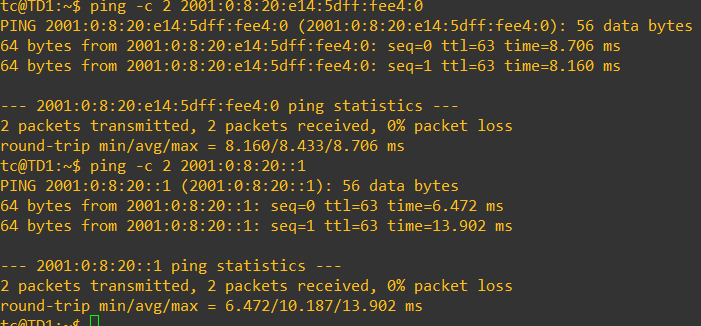 tc@TD1:~$ ping -c 2 2001:0:8:20:e14:5dff:fee4:0
PING 2001:0:8:20:e14:5dff:fee4:0 (2001:0:8:20:e14:5dff:fee4:0): 56 data bytes
64 bytes from 2001:0:8:20:e14:5dff:fee4:0: seq=0 ttl=63 time=8.706 ms
64 bytes from 2001:0:8:20:e14:5dff:fee4:0: seq=1 ttl=63 time=8.160 ms

--- 2001:0:8:20:e14:5dff:fee4:0 ping statistics ---
2 packets transmitted, 2 packets received, 0% packet loss
round-trip min/avg/max = 8.160/8.433/8.706 ms
tc@TD1:~$ ping -c 2 2001:0:8:20::1
PING 2001:0:8:20::1 (2001:0:8:20::1): 56 data bytes
64 bytes from 2001:0:8:20::1: seq=0 ttl=63 time=6.472 ms
64 bytes from 2001:0:8:20::1: seq=1 ttl=63 time=13.902 ms

--- 2001:0:8:20::1 ping statistics ---
2 packets transmitted, 2 packets received, 0% packet loss
round-trip min/avg/max = 6.472/10.187/13.902 ms
tc@TD1:~$